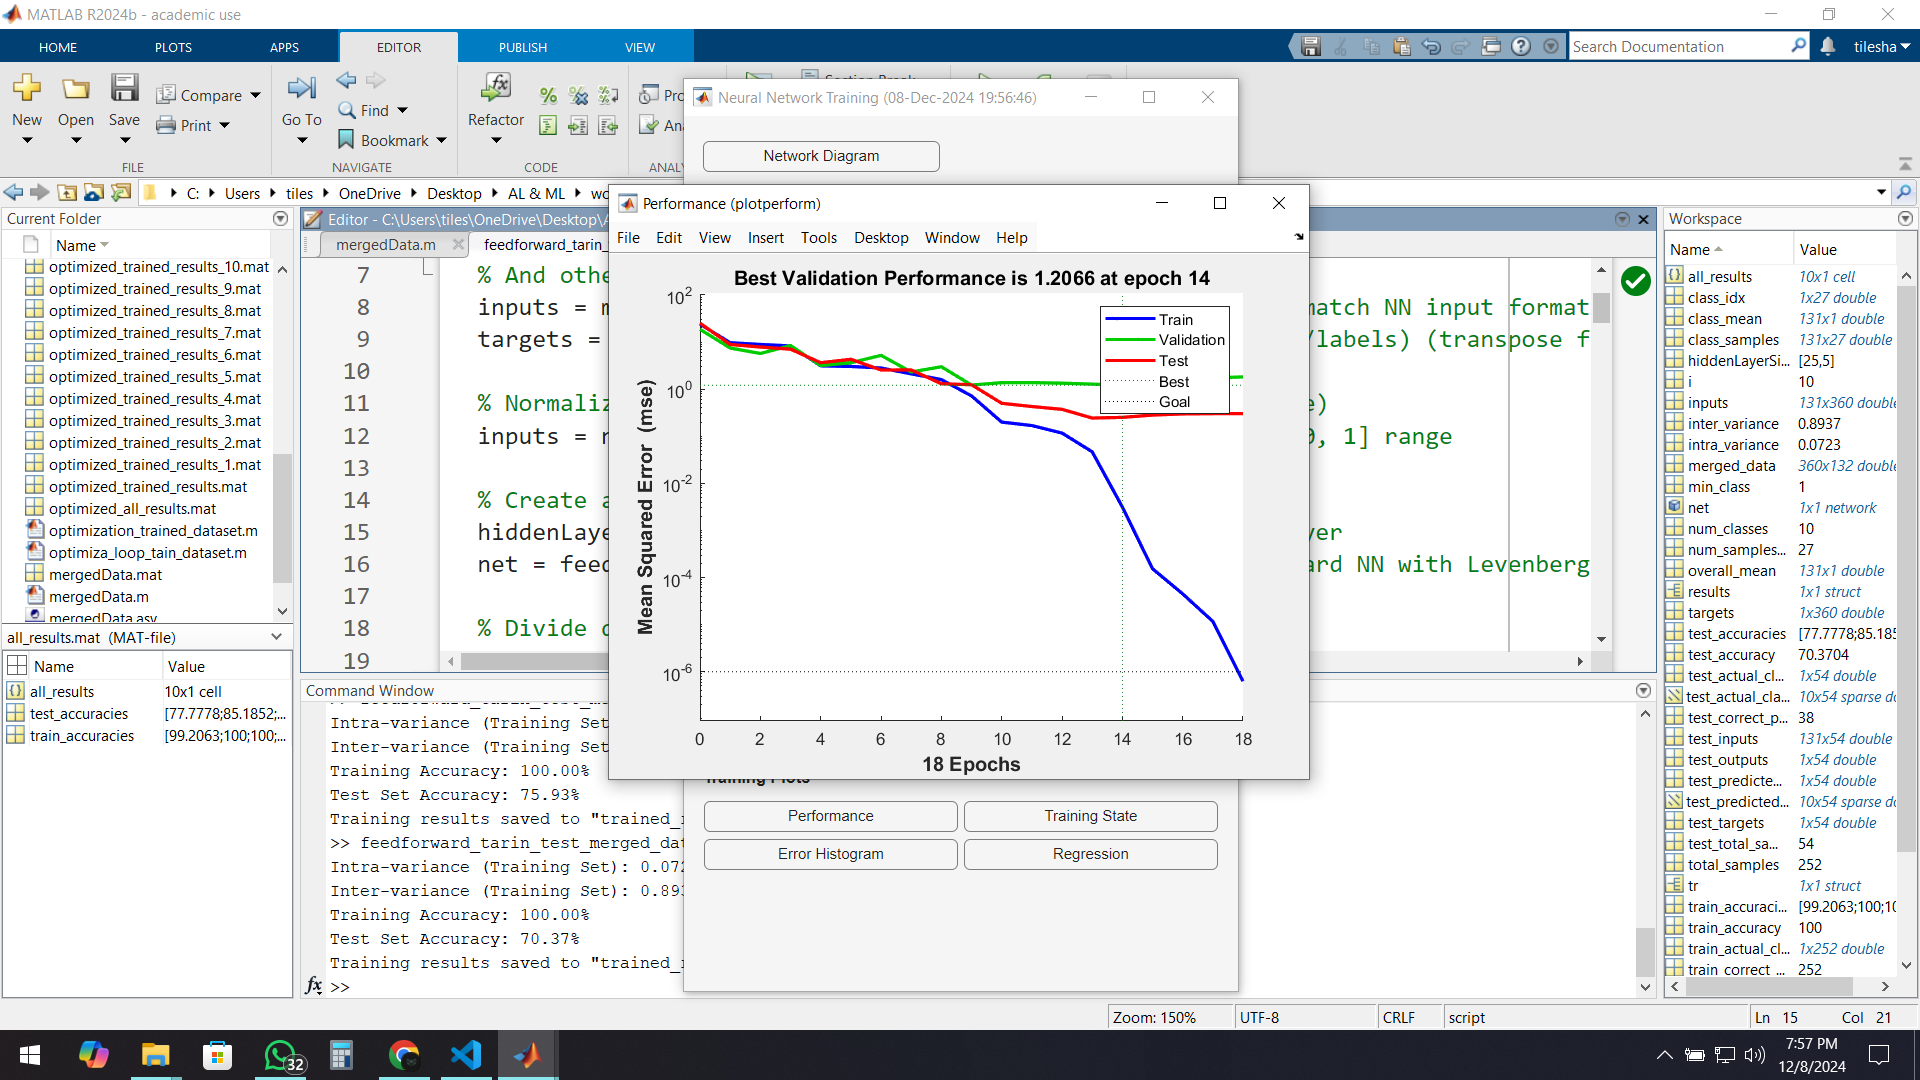 MATLAB R2024b - academic use
HOME PLOTS APPS EDITOR PUBLISH VIEW
Search Documentation
tilesha
New Open Save Compare Print
FILE
Go To Find Bookmark
NAVIGATE
Refactor
CODE
Section Break
C: Users tiles OneDrive Desktop AL & ML
Current Folder
Name
optimized_trained_results_10.mat
optimized_trained_results_9.mat
optimized_trained_results_8.mat
optimized_trained_results_7.mat
optimized_trained_results_6.mat
optimized_trained_results_5.mat
optimized_trained_results_4.mat
optimized_trained_results_3.mat
optimized_trained_results_2.mat
optimized_trained_results_1.mat
optimized_trained_results.mat
optimized_all_results.mat
optimization_trained_dataset.m
optimiza_loop_tain_dataset.m
mergedData.mat
mergedData.m
mergedData.asv
all_results.mat (MAT-file)
Name Value
all_results 10x1 cell
test_accuracies [77.7778;85.1852;...
train_accuracies [99.2063;100;100;...
Editor - C:\Users\tiles\OneDrive\Desktop\
mergedData.m feedforward_tarin_
7 % And othe
8 inputs = match NN input format
9 targets = /labels) (transpose f
10
11 % Normaliz e)
12 inputs = 0, 1] range
13
14 % Create a
15 hiddenLaye yer
16 net = feed ard NN with Levenberg
17
18 % Divide
19
Neural Network Training (08-Dec-2024 19:56:46)
Network Diagram
Performance (plotperform)
File Edit View Insert Tools Desktop Window Help
Best Validation Performance is 1.2066 at epoch 14
Train
Validation
Test
Best
Goal
Mean Squared Error (mse)
10^2
10^0
10^-2
10^-4
10^-6
0 2 4 6 8 10 12 14 16 18
18 Epochs
Training Plots
Performance Training State
Error Histogram Regression
Command Window
Intra-variance (Training Set
Inter-variance (Training Set
Training Accuracy: 100.00%
Test Set Accuracy: 75.93%
Training results saved to "trained_
>> feedforward_tarin_test_merged_dat
Intra-variance (Training Set): 0.072
Inter-variance (Training Set): 0.893
Training Accuracy: 100.00%
Test Set Accuracy: 70.37%
Training results saved to "trained_
fx >>
Workspace
Name Value
all_results 10x1 cell
class_idx 1x27 double
class_mean 131x1 double
class_samples 131x27 double
hiddenLayerSi... [25,5]
i 10
inputs 131x360 double
inter_variance 0.8937
intra_variance 0.0723
merged_data 360x132 double
min_class 1
net 1x1 network
num_classes 10
num_samples... 27
overall_mean 131x1 double
results 1x1 struct
targets 1x360 double
test_accuracies [77.7778;85.185
test_accuracy 70.3704
test_actual_cl... 1x54 double
test_actual_cla... 10x54 sparse do
test_correct_p... 38
test_inputs 131x54 double
test_outputs 1x54 double
test_predicte... 1x54 double
test_predicted... 10x54 sparse do
test_targets 1x54 double
test_total_sa... 54
total_samples 252
tr 1x1 struct
train_accuraci... [99.2063;100;10
train_accuracy 100
train_actual_cl... 1x252 double
train_correct_... 252
Zoom: 150% UTF-8 CRLF script Ln 15 Col 21
32
7:57 PM
12/8/2024